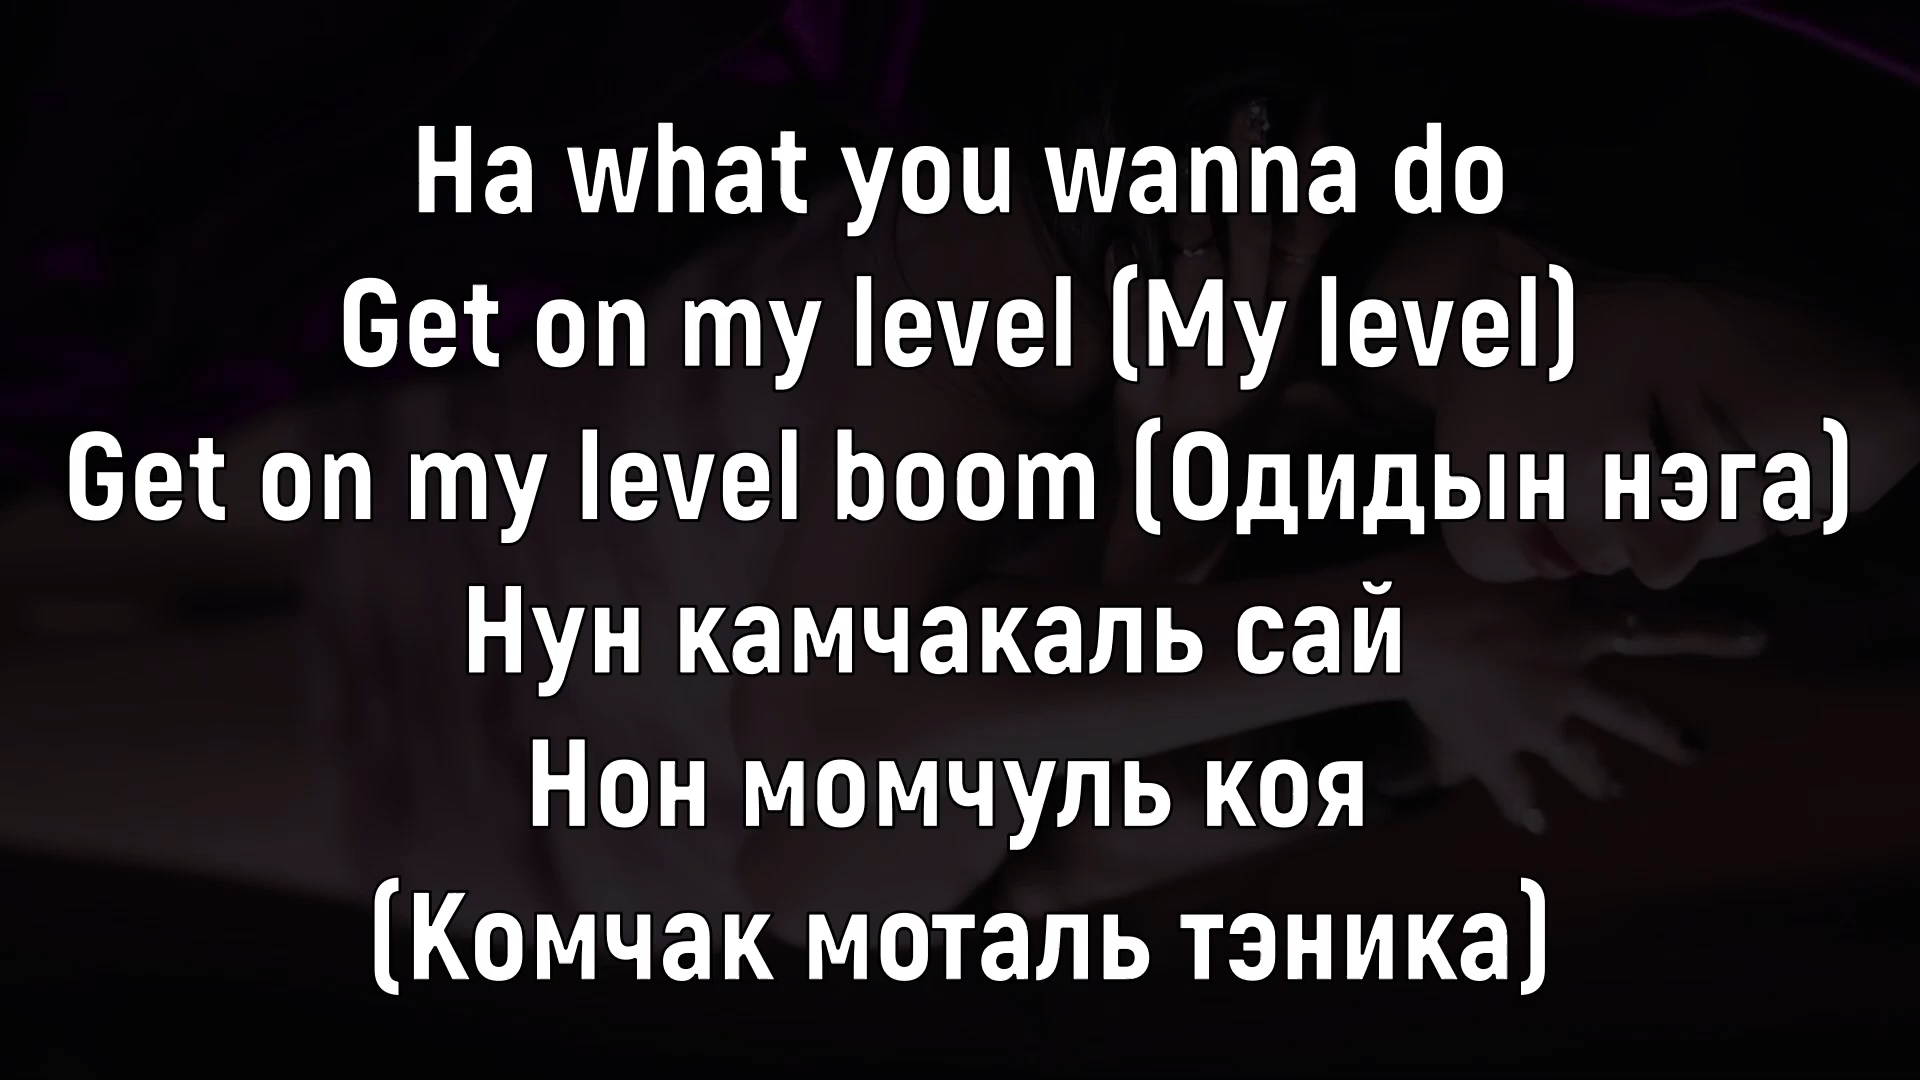 Ha what you wanna do
Get on my level (My level)
Get on my level boom (Одидын нэга)
Нун камчакаль сай
Нон момчуль коя
(Комчак моталь тэника)